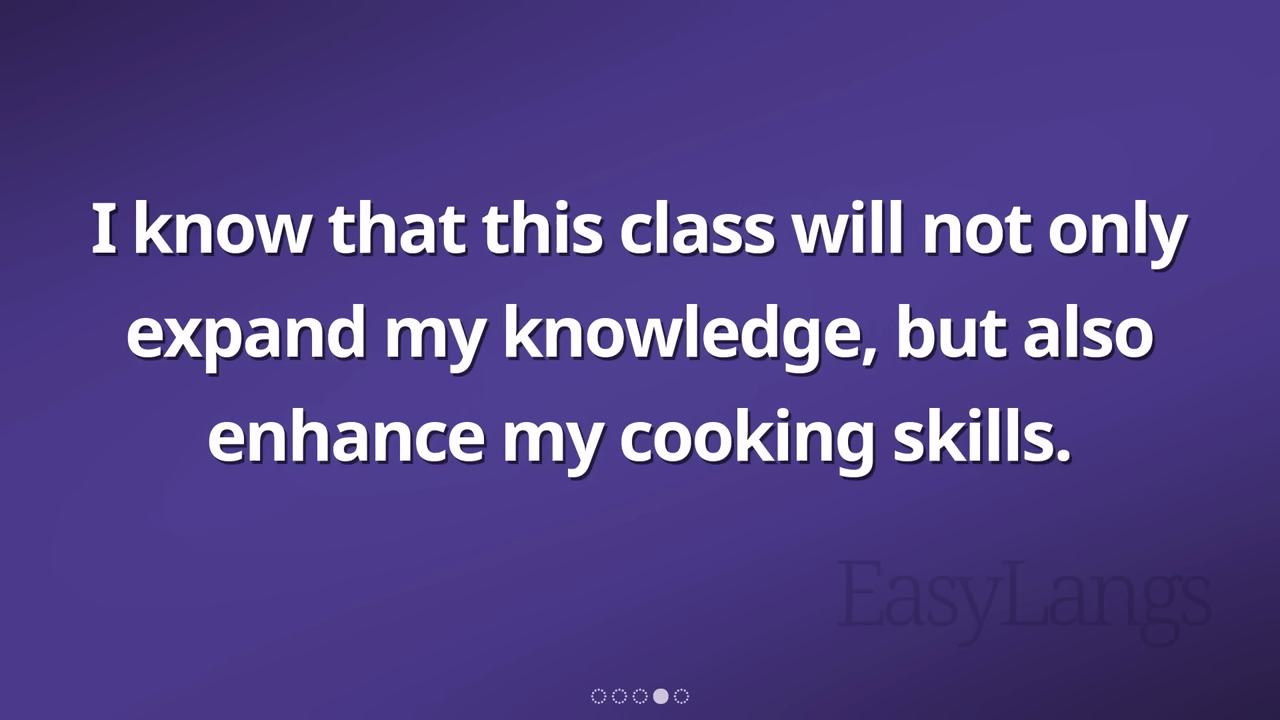 I know that this class will not only
expand my knowledge, but also
enhance my cooking skills.
EasyLangs